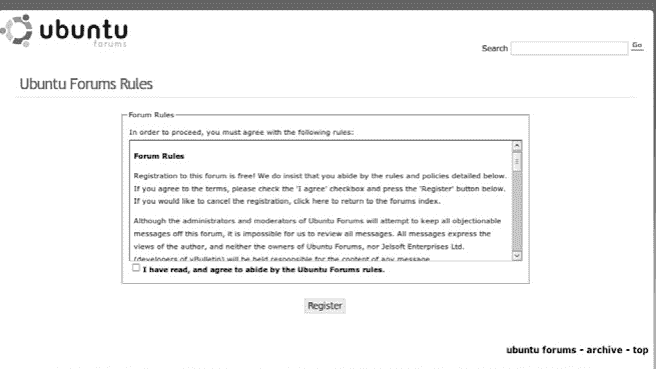 ubuntu
forums
Search
Go
Ubuntu Forums Rules
Forum Rules
In order to proceed, you must agree with the following rules:
Forum Rules
Registration to this forum is free! We do insist that you abide by the rules and policies detailed below.
If you agree to the terms, please check the 'I agree' checkbox and press the 'Register' button below.
If you would like to cancel the registration, click here to return to the forums index.
Although the administrators and moderators of Ubuntu Forums will attempt to keep all objectionable
messages off this forum, it is impossible for us to review all messages. All messages express the
views of the author, and neither the owners of Ubuntu Forums, nor Jelsoft Enterprises Ltd.
(developers of vBulletin) will be held responsible for the content of any message.
I have read, and agree to abide by the Ubuntu Forums rules.
Register
ubuntu forums - archive - top